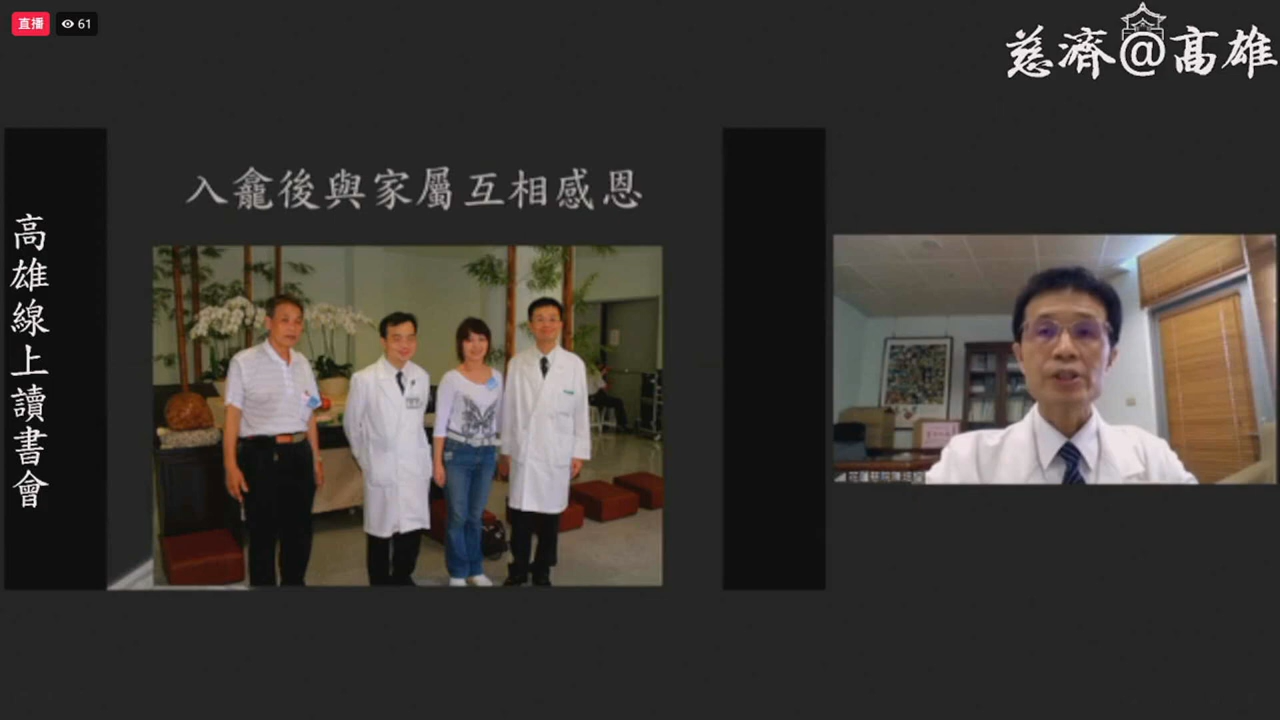 直播 61
慈濟@高雄
入龕後與家屬互相感恩
高雄線上讀書會